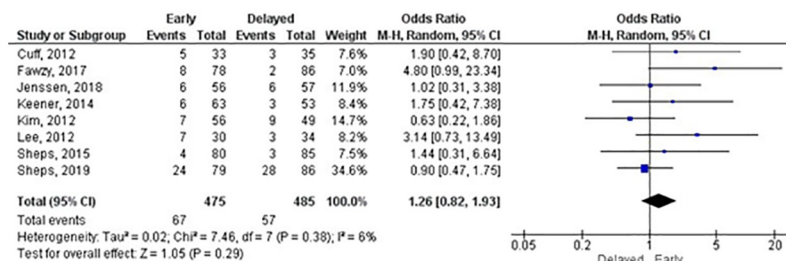 Early Delayed Odds Ratio Odds Ratio
Study or Subgroup Events Total Events Total Weight M-H, Random, 95% CI M-H, Random, 95% CI
Cuff, 2012 5 33 3 35 7.6% 1.90 [0.42, 8.70]
Fawzy, 2017 8 78 2 86 7.0% 4.80 [0.99, 23.34]
Jenssen, 2018 6 56 6 57 11.9% 1.02 [0.31, 3.38]
Keener, 2014 6 63 3 53 8.4% 1.75 [0.42, 7.38]
Kim, 2012 7 56 9 49 14.7% 0.63 [0.22, 1.86]
Lee, 2012 7 30 3 34 8.2% 3.14 [0.73, 13.49]
Sheps, 2015 4 80 3 85 7.5% 1.44 [0.31, 6.64]
Sheps, 2019 24 79 28 86 34.6% 0.90 [0.47, 1.75]
Total (95% CI) 475 485 100.0% 1.26 [0.82, 1.93]
Total events 67 57
Heterogeneity: Tau² = 0.02; Chi² = 7.46, df = 7 (P = 0.38); I² = 6%
Test for overall effect: Z = 1.05 (P = 0.29)
0.05 0.2 1 5 20
Delayed Early